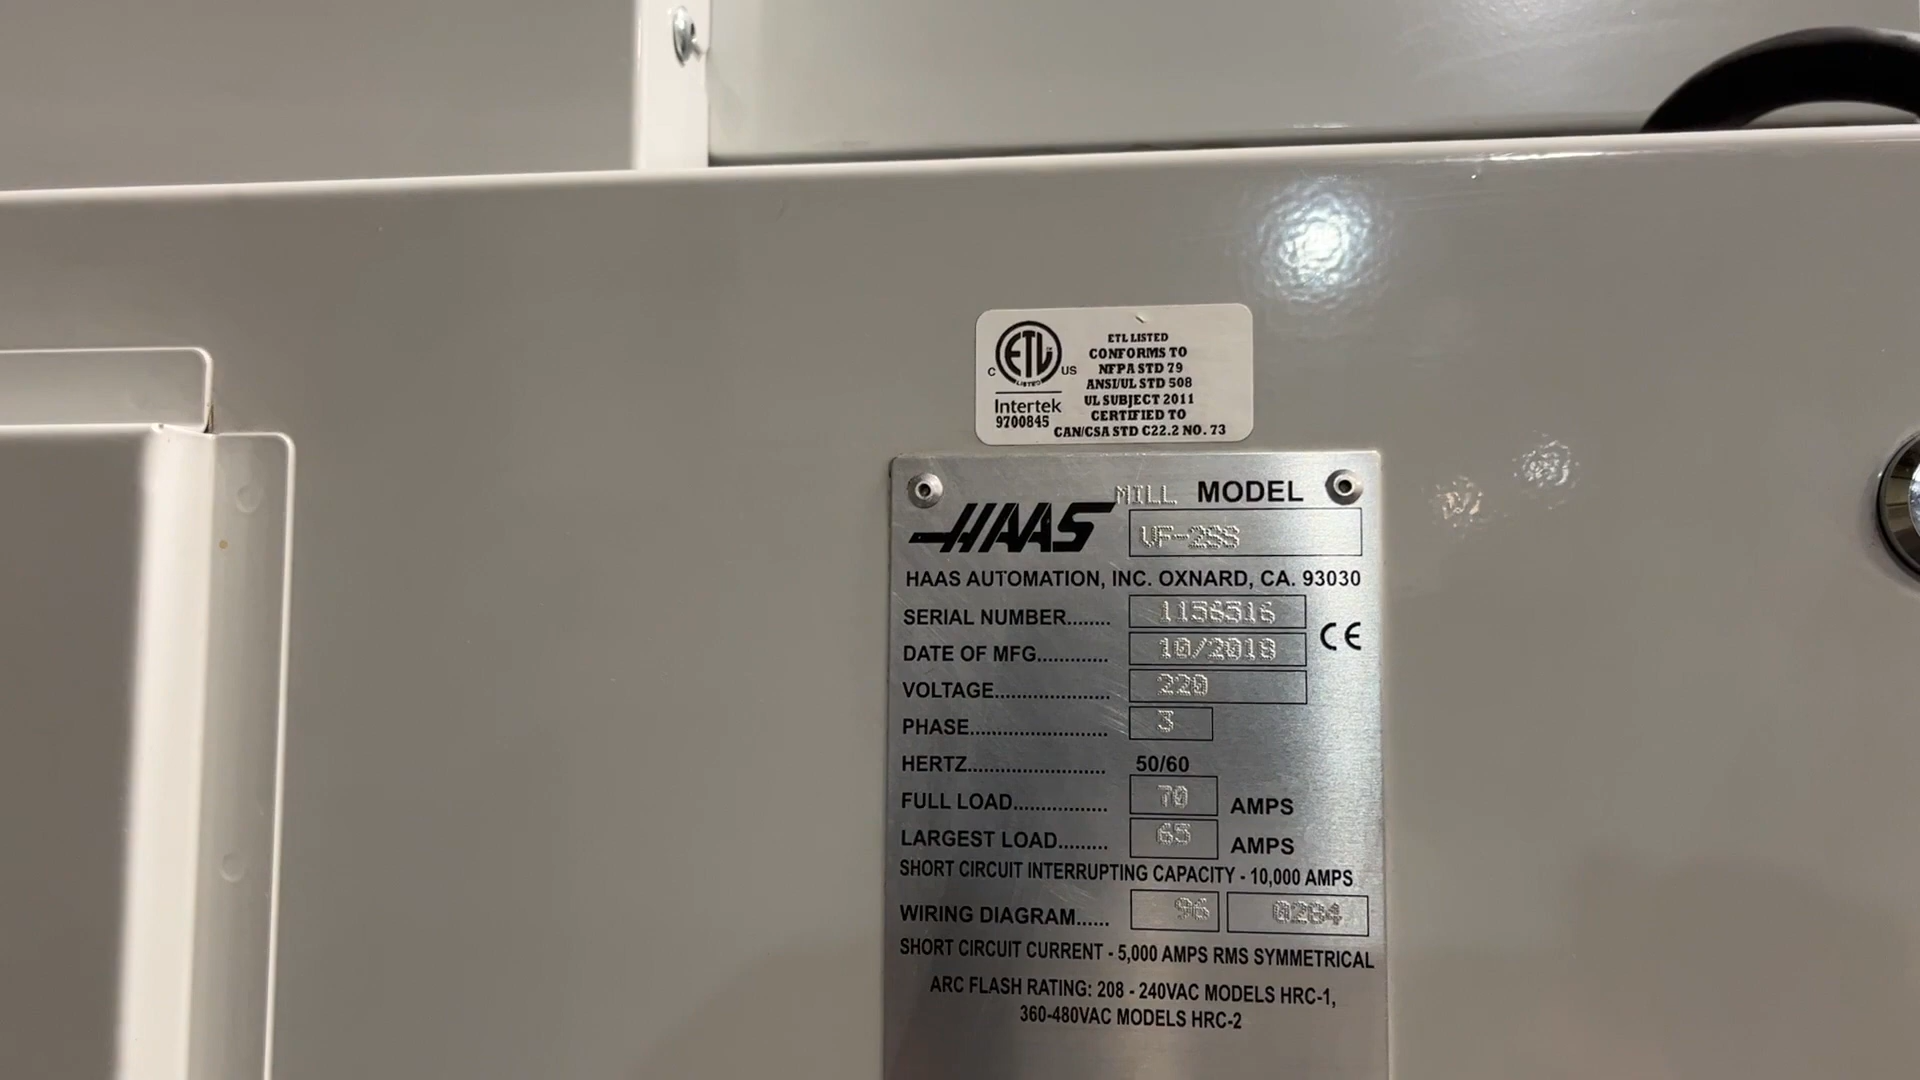 ETL LISTED
CONFORMS TO
NFPA STD 79
ANSI/UL STD 508
UL SUBJECT 2011
CERTIFIED TO
CAN/CSA STD C22.2 NO. 73
C ETL US
LISTED
Intertek
9700845
MILL MODEL
HAAS VF-2SS
HAAS AUTOMATION, INC. OXNARD, CA. 93030
SERIAL NUMBER........ 1156516
DATE OF MFG............. 10/2018 CE
VOLTAGE...................... 220
PHASE.......................... 3
HERTZ.......................... 50/60
FULL LOAD................. 70 AMPS
LARGEST LOAD......... 65 AMPS
SHORT CIRCUIT INTERRUPTING CAPACITY - 10,000 AMPS
WIRING DIAGRAM...... 96 0284
SHORT CIRCUIT CURRENT - 5,000 AMPS RMS SYMMETRICAL
ARC FLASH RATING: 208 - 240VAC MODELS HRC-1,
360-480VAC MODELS HRC-2